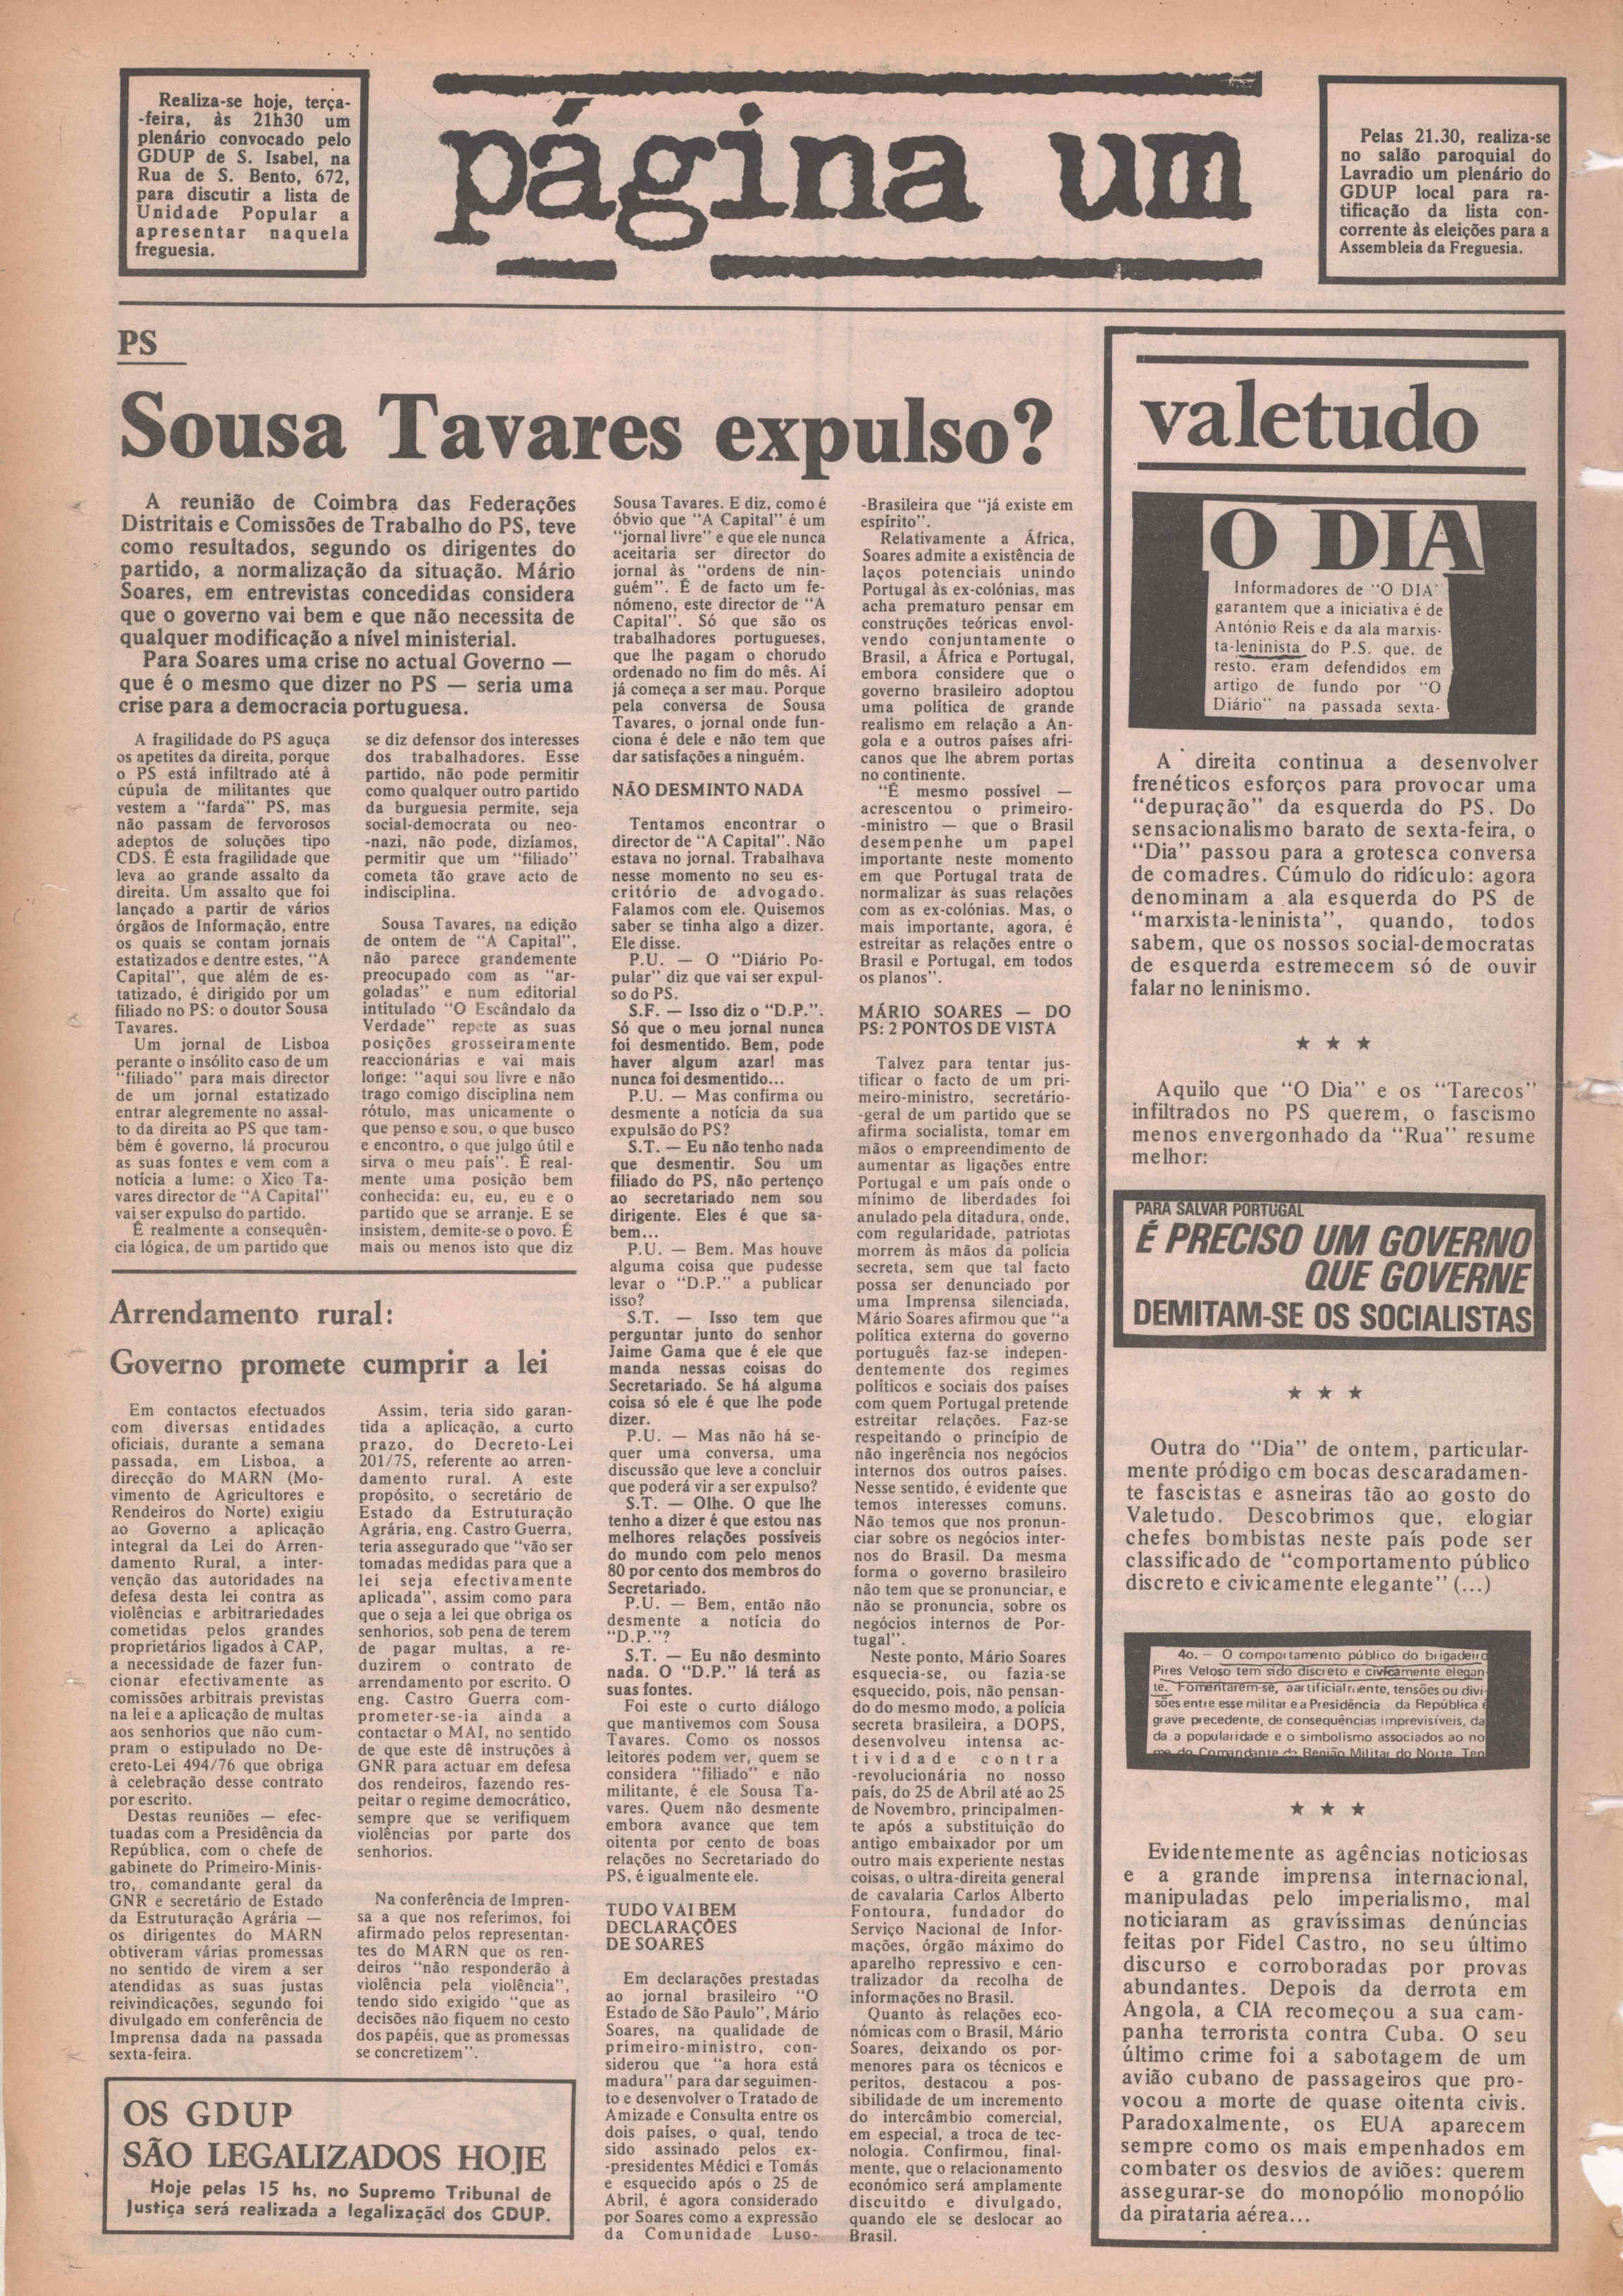 Realiza-se hoje, terça-
-feira, às 21h30 um
plenário convocado pelo
GDUP de S. Isabel, na
Rua de S. Bento, 672,
para discutir a lista de
Unidade Popular a
apresentar naquela
freguesia.
página um
Pelas 21.30, realiza-se
no salão paroquial do
Lavradio um plenário do
GDUP local para ra-
tificação da lista con-
corrente às eleições para a
Assembleia da Freguesia.
PS
Sousa Tavares expulso?
A reunião de Coimbra das Federações
Distritais e Comissões de Trabalho do PS, teve
como resultados, segundo os dirigentes do
partido, a normalização da situação. Mário
Soares, em entrevistas concedidas considera
que o governo vai bem e que não necessita de
qualquer modificação a nível ministerial.
Para Soares uma crise no actual Governo —
que é o mesmo que dizer no PS — seria uma
crise para a democracia portuguesa.
A fragilidade do PS aguça
os apetites da direita, porque
o PS está infiltrado até à
cúpula de militantes que
vestem a "farda" PS, mas
não passam de fervorosos
adeptos de soluções tipo
CDS. É esta fragilidade que
leva ao grande assalto da
direita. Um assalto que foi
lançado a partir de vários
órgãos de Informação, entre
os quais se contam jornais
estatizados e dentre estes, "A
Capital", que além de es-
tatizado, é dirigido por um
filiado no PS: o doutor Sousa
Tavares.
Um jornal de Lisboa
perante o insólito caso de um
"filiado" para mais director
de um jornal estatizado
entrar alegremente no assal-
to da direita ao PS que tam-
bém é governo, lá procurou
as suas fontes e vem com a
notícia a lume: o Xico Ta-
vares director de "A Capital"
vai ser expulso do partido.
É realmente a consequên-
cia lógica, de um partido que
se diz defensor dos interesses
dos trabalhadores. Esse
partido, não pode permitir
como qualquer outro partido
da burguesia permite, seja
social-democrata ou neo-
-nazi, não pode, dizíamos,
permitir que um "filiado"
cometa tão grave acto de
indisciplina.
Sousa Tavares, na edição
de ontem de "A Capital",
não parece grandemente
preocupado com as "ar-
goladas" e num editorial
intitulado "O Escândalo da
Verdade" repete as suas
posições grosseiramente
reaccionárias e vai mais
longe: "aqui sou livre e não
trago comigo disciplina nem
rótulo, mas unicamente o
que penso e sou, o que busco
e encontro, o que julgo útil e
sirva o meu país". É real-
mente uma posição bem
conhecida: eu, eu, eu e o
partido que se arranje. E se
insistem, demite-se o povo. É
mais ou menos isto que diz
Sousa Tavares. E diz, como é
óbvio que "A Capital" é um
"jornal livre" e que ele nunca
aceitaria ser director do
jornal às "ordens de nin-
guém". É de facto um fe-
nómeno, este director de "A
Capital". Só que são os
trabalhadores portugueses,
que lhe pagam o chorudo
ordenado no fim do mês. Aí
já começa a ser mau. Porque
pela conversa de Sousa
Tavares, o jornal onde fun-
ciona é dele e não tem que
dar satisfações a ninguém.
NÃO DESMINTO NADA
Tentamos encontrar o
director de "A Capital". Não
estava no jornal. Trabalhava
nesse momento no seu es-
critório de advogado.
Falamos com ele. Quisemos
saber se tinha algo a dizer.
Ele disse.
P.U. — O "Diário Po-
pular" diz que vai ser expul-
so do PS.
S.F. — Isso diz o "D.P.".
Só que o meu jornal nunca
foi desmentido. Bem, pode
haver algum azar! mas
nunca foi desmentido...
P.U. — Mas confirma ou
desmente a notícia da sua
expulsão do PS?
S.T. — Eu não tenho nada
que desmentir. Sou um
filiado do PS, não pertenço
ao secretariado nem sou
dirigente. Eles é que sa-
bem...
P.U. — Bem. Mas houve
alguma coisa que pudesse
levar o "D.P." a publicar
isso?
S.T. — Isso tem que
perguntar junto do senhor
Jaime Gama que é ele que
manda nessas coisas do
Secretariado. Se há alguma
coisa só ele é que lhe pode
dizer.
P.U. — Mas não há se-
quer uma conversa, uma
discussão que leve a concluir
que poderá vir a ser expulso?
S.T. — Olhe. O que lhe
tenho a dizer é que estou nas
melhores relações possíveis
do mundo com pelo menos
80 por cento dos membros do
Secretariado.
P.U. — Bem, então não
desmente a notícia do
"D.P."?
S.T. — Eu não desminto
nada. O "D.P." lá terá as
suas fontes.
Foi este o curto diálogo
que mantivemos com Sousa
Tavares. Como os nossos
leitores podem ver, quem se
considera "filiado" e não
militante, é ele Sousa Ta-
vares. Quem não desmente
embora avance que tem
oitenta por cento de boas
relações no Secretariado do
PS, é igualmente ele.
TUDO VAI BEM
DECLARAÇÕES
DE SOARES
Em declarações prestadas
ao jornal brasileiro "O
Estado de São Paulo", Mário
Soares, na qualidade de
primeiro-ministro, con-
siderou que "a hora está
madura" para dar seguimen-
to e desenvolver o Tratado de
Amizade e Consulta entre os
dois países, o qual, tendo
sido assinado pelos ex-
-presidentes Médici e Tomás
e esquecido após o 25 de
Abril, é agora considerado
por Soares como a expressão
da Comunidade Luso-
-Brasileira que "já existe em
espírito".
Relativamente a África,
Soares admite a existência de
laços potenciais unindo
Portugal às ex-colónias, mas
acha prematuro pensar em
construções teóricas envol-
vendo conjuntamente o
Brasil, a África e Portugal,
embora considere que o
governo brasileiro adoptou
uma política de grande
realismo em relação a An-
gola e a outros países afri-
canos que lhe abrem portas
no continente.
"É mesmo possível —
acrescentou o primeiro-
-ministro — que o Brasil
desempenhe um papel
importante neste momento
em que Portugal trata de
normalizar às suas relações
com as ex-colónias. Mas, o
mais importante, agora, é
estreitar as relações entre o
Brasil e Portugal, em todos
os planos".
MÁRIO SOARES — DO
PS: 2 PONTOS DE VISTA
Talvez para tentar jus-
tificar o facto de um pri-
meiro-ministro, secretário-
-geral de um partido que se
afirma socialista, tomar em
mãos o empreendimento de
aumentar as ligações entre
Portugal e um país onde o
mínimo de liberdades foi
anulado pela ditadura, onde,
com regularidade, patriotas
morrem às mãos da polícia
secreta, sem que tal facto
possa ser denunciado por
uma Imprensa silenciada,
Mário Soares afirmou que "a
política externa do governo
português faz-se indepen-
dentemente dos regimes
políticos e sociais dos países
com quem Portugal pretende
estreitar relações. Faz-se
respeitando o princípio de
não ingerência nos negócios
internos dos outros países.
Nesse sentido, é evidente que
temos interesses comuns.
Não temos que nos pronun-
ciar sobre os negócios inter-
nos do Brasil. Da mesma
forma o governo brasileiro
não tem que se pronunciar, e
não se pronuncia, sobre os
negócios internos de Por-
tugal".
Neste ponto, Mário Soares
esquecia-se, ou fazia-se
esquecido, pois, não pensan-
do do mesmo modo, a polícia
secreta brasileira, a DOPS,
desenvolveu intensa ac-
tividade contra
-revolucionária no nosso
país, do 25 de Abril até ao 25
de Novembro, principalmen-
te após a substituição do
antigo embaixador por um
outro mais experiente nestas
coisas, o ultra-direita general
de cavalaria Carlos Alberto
Fontoura, fundador do
Serviço Nacional de Infor-
mações, órgão máximo do
aparelho repressivo e cen-
tralizador da recolha de
informações no Brasil.
Quanto às relações eco-
nómicas com o Brasil, Mário
Soares, deixando os por-
menores para os técnicos e
peritos, destacou a pos-
sibilidade de um incremento
do intercâmbio comercial,
em especial, a troca de tec-
nologia. Confirmou, final-
mente, que o relacionamento
económico será amplamente
discuitdo e divulgado,
quando ele se deslocar ao
Brasil.
Arrendamento rural:
Governo promete cumprir a lei
Em contactos efectuados
com diversas entidades
oficiais, durante a semana
passada, em Lisboa, a
direcção do MARN (Mo-
vimento de Agricultores e
Rendeiros do Norte) exigiu
ao Governo a aplicação
integral da Lei do Arren-
damento Rural, a inter-
venção das autoridades na
defesa desta lei contra as
violências e arbitrariedades
cometidas pelos grandes
proprietários ligados à CAP,
a necessidade de fazer fun-
cionar efectivamente as
comissões arbitrais previstas
na lei e a aplicação de multas
aos senhorios que não cum-
pram o estipulado no De-
creto-Lei 494/76 que obriga
à celebração desse contrato
por escrito.
Destas reuniões — efec-
tuadas com a Presidência da
República, com o chefe de
gabinete do Primeiro-Minis-
tro, comandante geral da
GNR e secretário de Estado
da Estruturação Agrária —
os dirigentes do MARN
obtiveram várias promessas
no sentido de virem a ser
atendidas as suas justas
reivindicações, segundo foi
divulgado em conferência de
Imprensa dada na passada
sexta-feira.
Assim, teria sido garan-
tida a aplicação, a curto
prazo, do Decreto-Lei
201/75, referente ao arren-
damento rural. A este
propósito, o secretário de
Estado da Estruturação
Agrária, eng. Castro Guerra,
teria assegurado que "vão ser
tomadas medidas para que a
lei seja efectivamente
aplicada", assim como para
que o seja a lei que obriga os
senhorios, sob pena de terem
de pagar multas, a re-
duzirem o contrato de
arrendamento por escrito. O
eng. Castro Guerra com-
prometer-se-ia ainda a
contactar o MAI, no sentido
de que este dê instruções à
GNR para actuar em defesa
dos rendeiros, fazendo res-
peitar o regime democrático,
sempre que se verifiquem
violências por parte dos
senhorios.
Na conferência de Impren-
sa a que nos referimos, foi
afirmado pelos representan-
tes do MARN que os ren-
deiros "não responderão à
violência pela violência",
tendo sido exigido "que as
decisões não fiquem no cesto
dos papéis, que as promessas
se concretizem".
OS GDUP
SÃO LEGALIZADOS HOJE
Hoje pelas 15 hs, no Supremo Tribunal de
Justiça será realizada a legalização dos GDUP.
valetudo
O DIA
Informadores de "O DIA"
garantem que a iniciativa é de
António Reis e da ala marxis-
ta-leninista do P.S. que, de
resto, eram defendidos em
artigo de fundo por "O
Diário" na passada sexta-
A direita continua a desenvolver
frenéticos esforços para provocar uma
"depuração" da esquerda do PS. Do
sensacionalismo barato de sexta-feira, o
"Dia" passou para a grotesca conversa
de comadres. Cúmulo do ridículo: agora
denominam a ala esquerda do PS de
"marxista-leninista", quando, todos
sabem, que os nossos social-democratas
de esquerda estremecem só de ouvir
falar no leninismo.
★ ★ ★
Aquilo que "O Dia" e os "Tarecos"
infiltrados no PS querem, o fascismo
menos envergonhado da "Rua" resume
melhor:
PARA SALVAR PORTUGAL
É PRECISO UM GOVERNO
QUE GOVERNE
DEMITAM-SE OS SOCIALISTAS
★ ★ ★
Outra do "Dia" de ontem, particular-
mente pródigo em bocas descaradamen-
te fascistas e asneiras tão ao gosto do
Valetudo. Descobrimos que, elogiar
chefes bombistas neste país pode ser
classificado de "comportamento público
discreto e civicamente elegante" (...)
4o. — O comportamento público do brigadeiro
Pires Veloso tem sido discreto e civicamente elegan-
te. Fomentarem-se, aartificialmente, tensões ou divi-
sões entre esse militar e a Presidência da República é
grave precedente, de consequências imprevisíveis, da
da a popularidade e o simbolismo associados ao no
me do Comandante da Região Militar do Norte. Ten
★ ★ ★
Evidentemente as agências noticiosas
e a grande imprensa internacional,
manipuladas pelo imperialismo, mal
noticiaram as gravíssimas denúncias
feitas por Fidel Castro, no seu último
discurso e corroboradas por provas
abundantes. Depois da derrota em
Angola, a CIA recomeçou a sua cam-
panha terrorista contra Cuba. O seu
último crime foi a sabotagem de um
avião cubano de passageiros que pro-
vocou a morte de quase oitenta civis.
Paradoxalmente, os EUA aparecem
sempre como os mais empenhados em
combater os desvios de aviões: querem
assegurar-se do monopólio monopólio
da pirataria aérea...